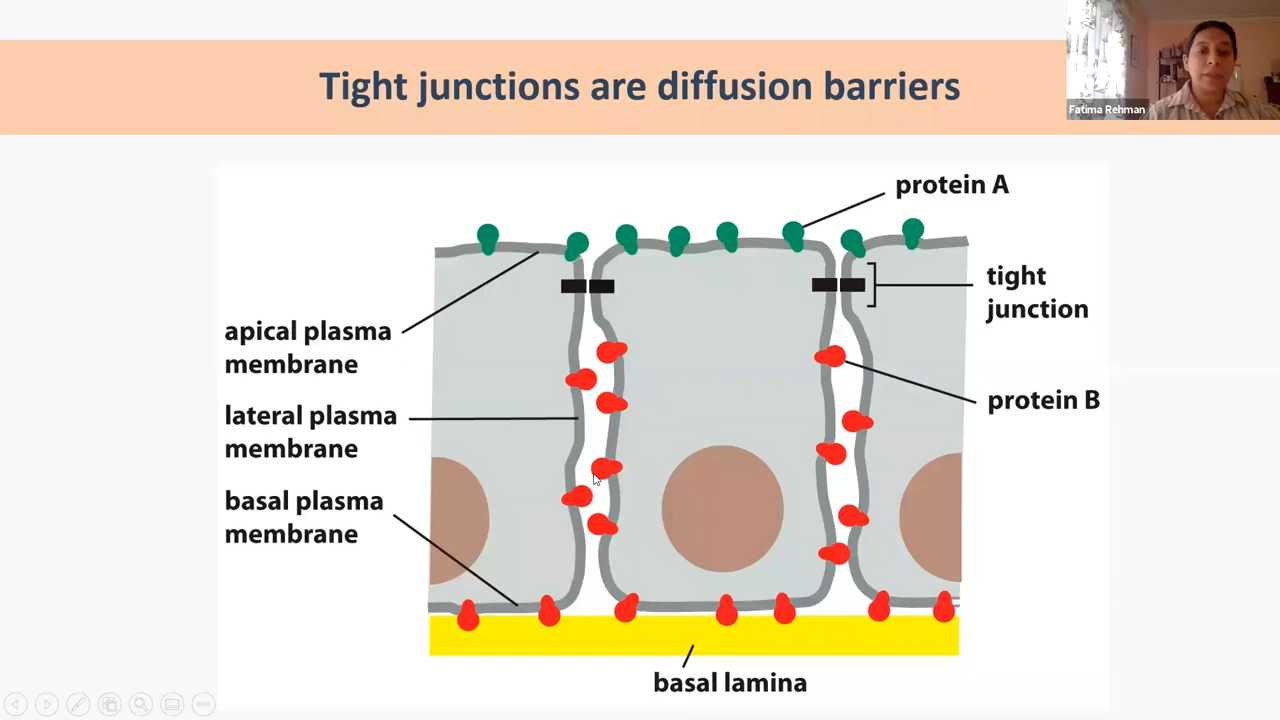 Tight junctions are diffusion barriers
Fatima Rehman
protein A
tight
junction
apical plasma
membrane
lateral plasma
membrane
protein B
basal plasma
membrane
basal lamina